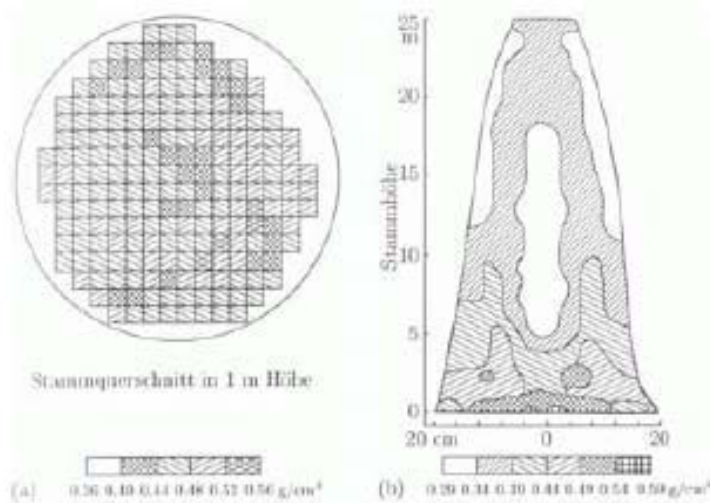 Stammquerschnitt in 1 m Höhe
0.36 0.40 0.44 0.48 0.52 0.56 g/cm³
(a)
25
m
20
15
10
5
0
Stammhöhe
20 cm 0 20
0.29 0.34 0.39 0.44 0.49 0.54 0.59 g/cm³
(b)